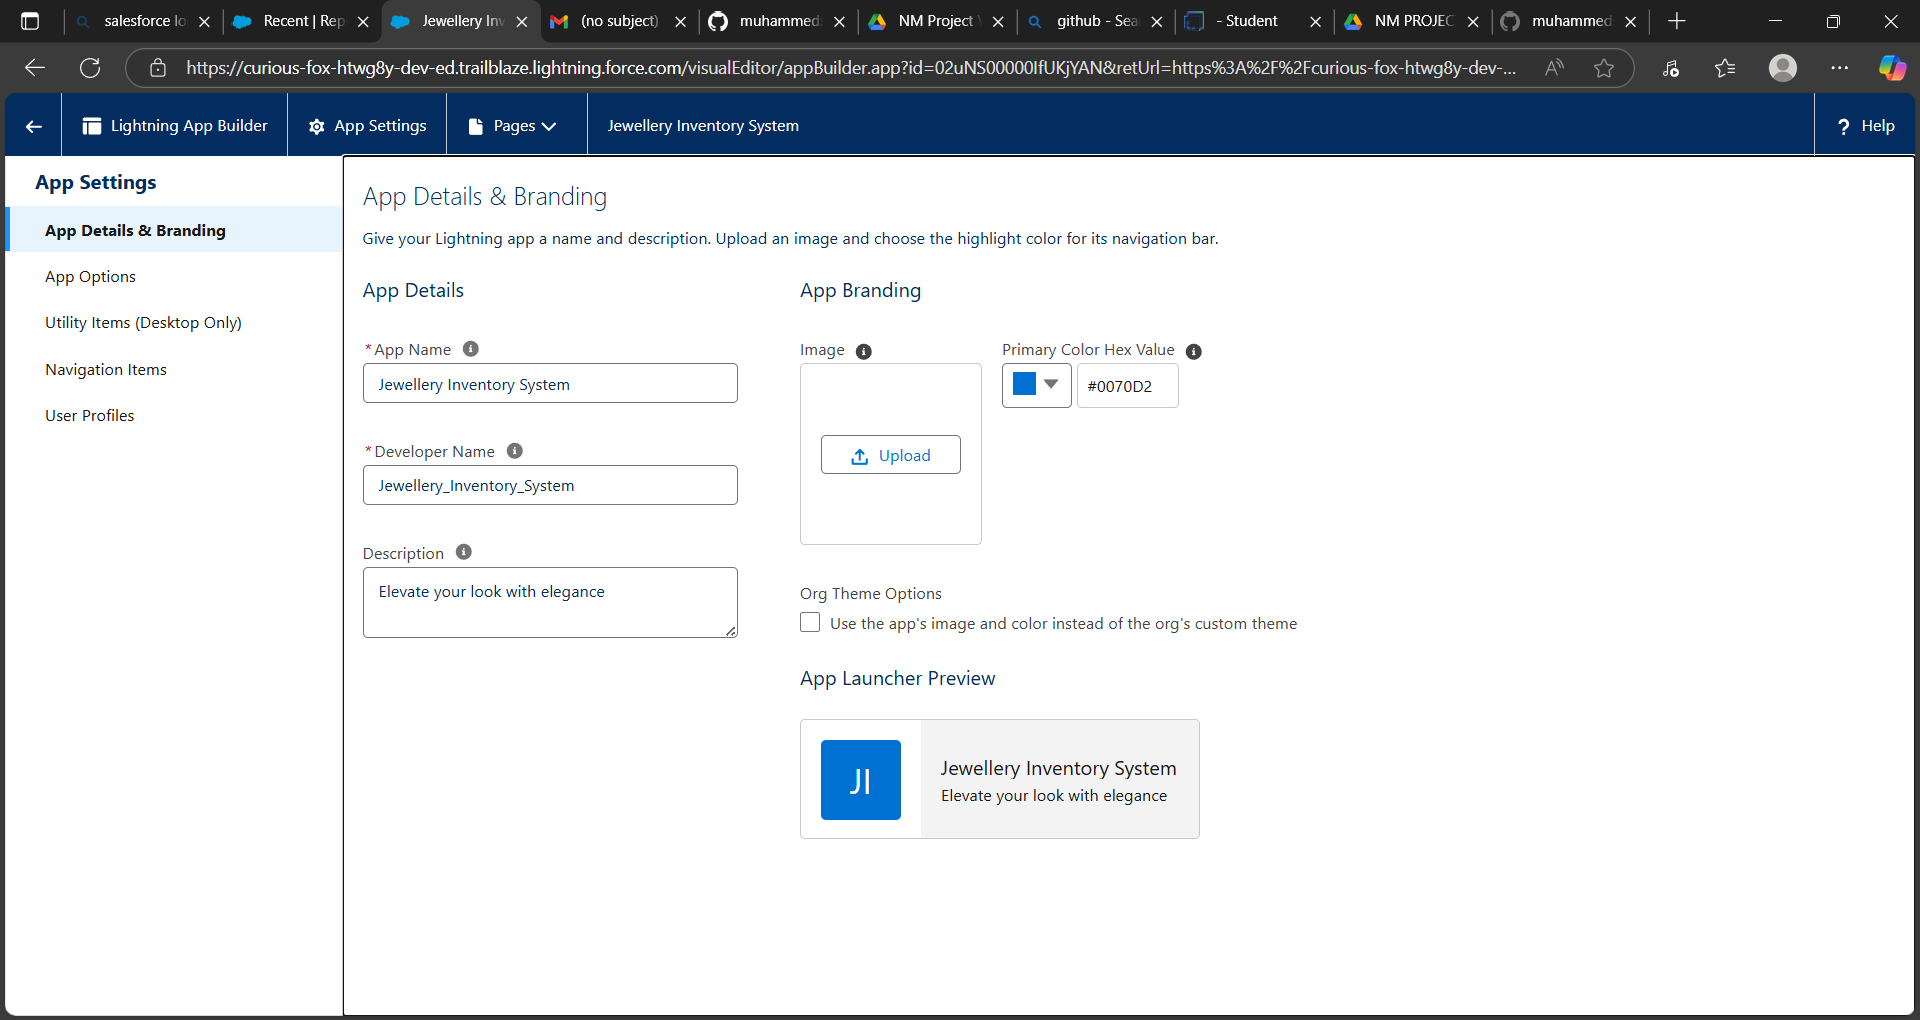 salesforce lo
Recent | Rep
Jewellery Inv
(no subject)
muhammed
NM Project
github - Sea
- Student
NM PROJEC
muhammed
https://curious-fox-htwg8y-dev-ed.trailblaze.lightning.force.com/visualEditor/appBuilder.app?id=02uNS00000IfUKjYAN&retUrl=https%3A%2F%2Fcurious-fox-htwg8y-dev-...
Lightning App Builder
App Settings
Pages
Jewellery Inventory System
? Help
App Settings
App Details & Branding
App Options
Utility Items (Desktop Only)
Navigation Items
User Profiles
App Details & Branding
Give your Lightning app a name and description. Upload an image and choose the highlight color for its navigation bar.
App Details
*App Name
Jewellery Inventory System
*Developer Name
Jewellery_Inventory_System
Description
Elevate your look with elegance
App Branding
Image
Upload
Primary Color Hex Value
#0070D2
Org Theme Options
Use the app's image and color instead of the org's custom theme
App Launcher Preview
JI
Jewellery Inventory System
Elevate your look with elegance